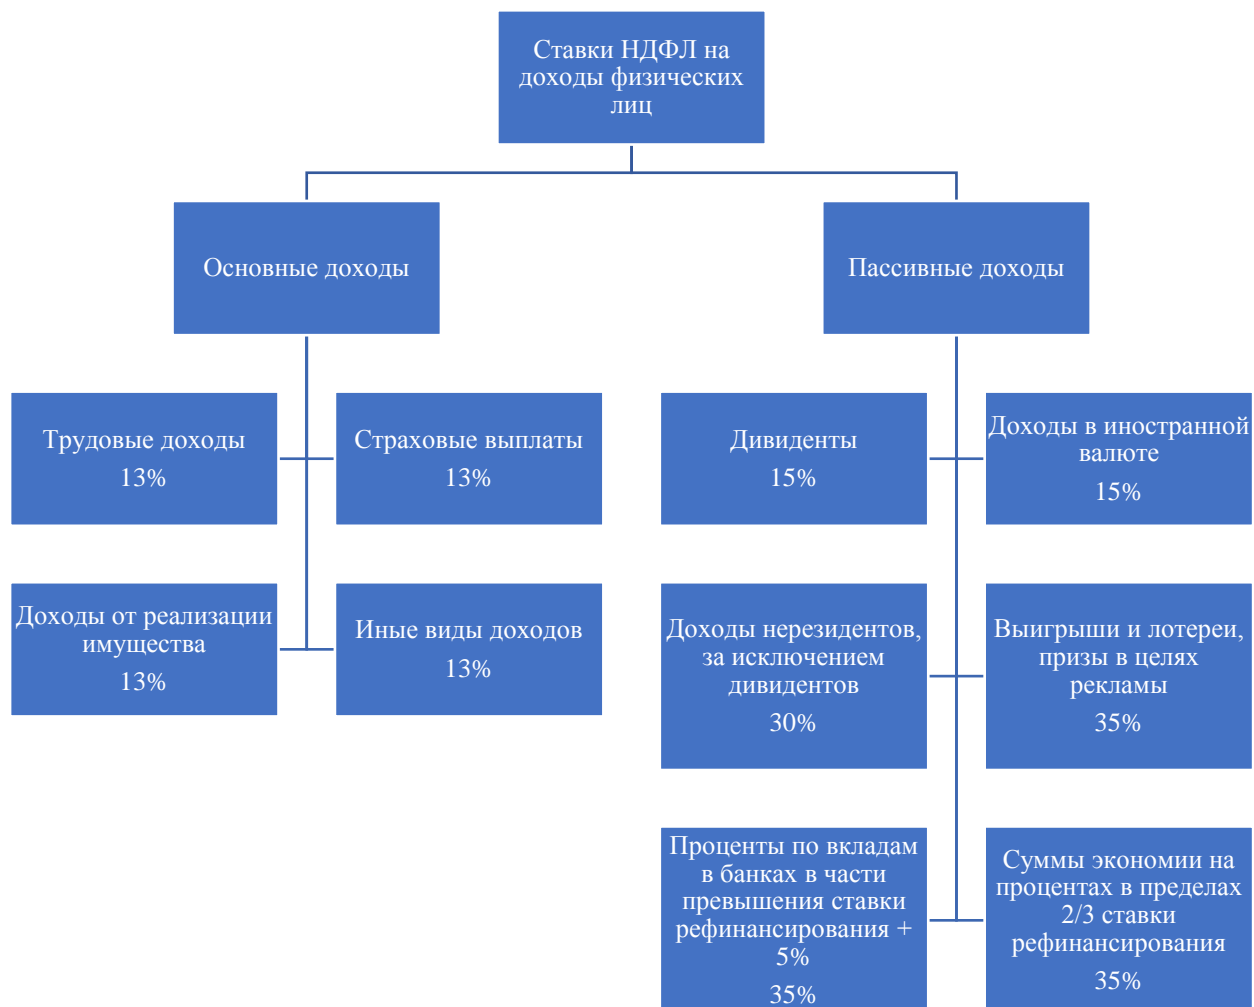 Ставки НДФЛ на
доходы физических
лиц
Основные доходы
Пассивные доходы
Трудовые доходы
13%
Страховые выплаты
13%
Дивиденты
15%
Доходы в иностранной
валюте
15%
Доходы от реализации
имущества
13%
Иные виды доходов
13%
Доходы нерезидентов,
за исключением
дивидентов
30%
Выигрыши и лотереи,
призы в целях
рекламы
35%
Проценты по вкладам
в банках в части
превышения ставки
рефинансирования +
5%
35%
Суммы экономии на
процентах в пределах
2/3 ставки
рефинансирования
35%